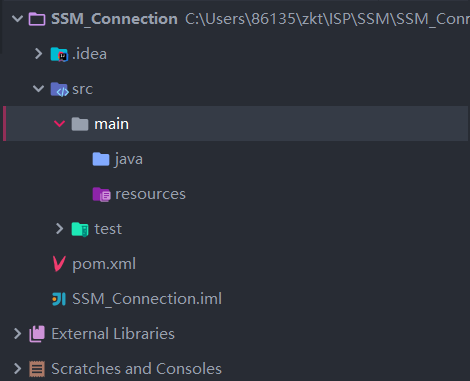 SSM_Connection C:\Users\86135\zkt\ISP\SSM\SSM_Conn
.idea
src
main
java
resources
test
pom.xml
SSM_Connection.iml
External Libraries
Scratches and Consoles